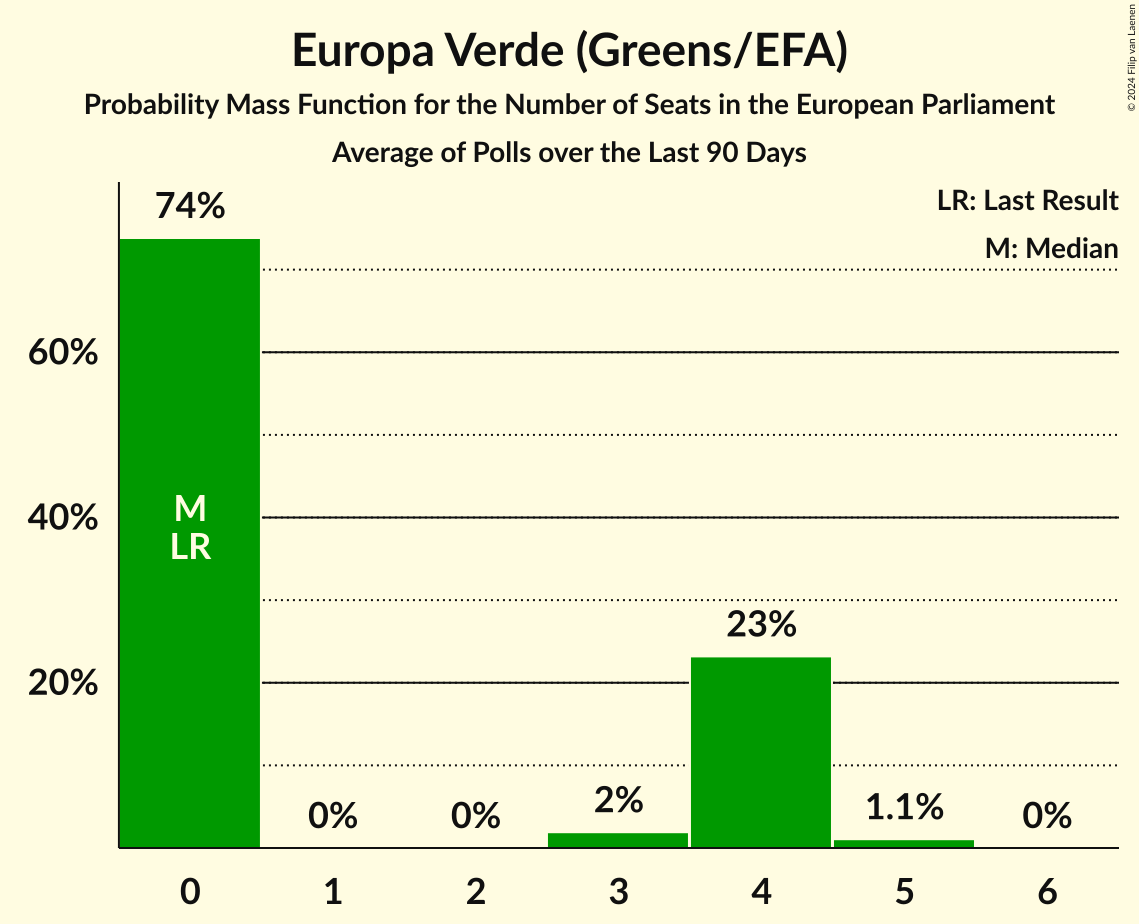 Europa Verde (Greens/EFA)
Probability Mass Function for the Number of Seats in the European Parliament
Average of Polls over the Last 90 Days
© 2024 Filip van Laenen
LR: Last Result
M: Median
74%
60%
40%
20%
M
LR
0%
0%
2%
23%
1.1%
0%
0 1 2 3 4 5 6